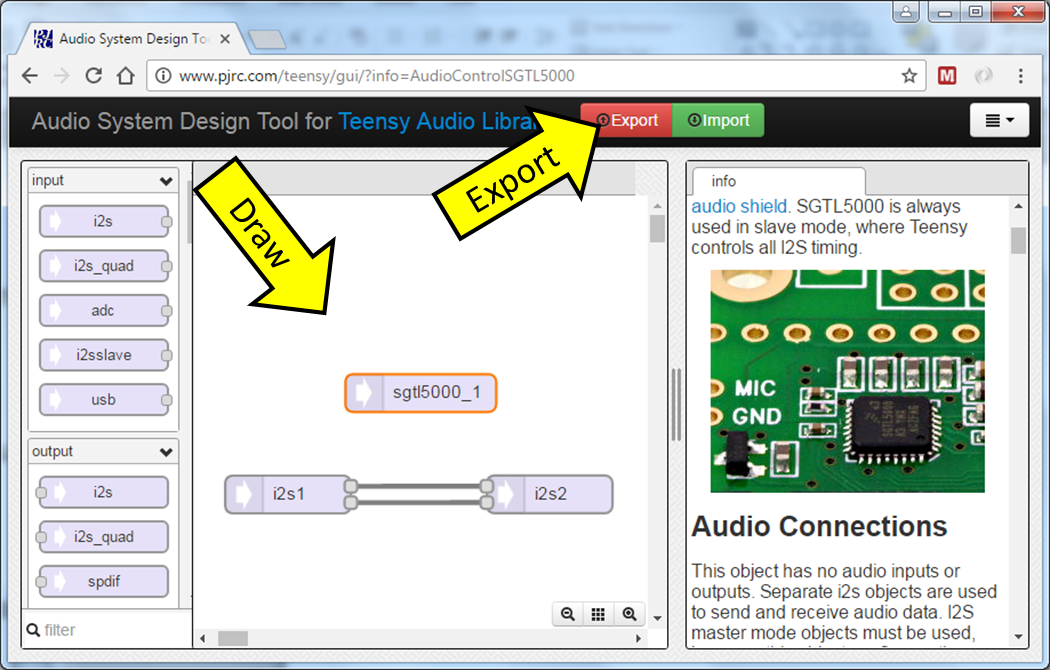 Audio System Design To
www.pjrc.com/teensy/gui/?info=AudioControlSGTL5000
M
Audio System Design Tool for Teensy Audio Libra
Export
Import
Export
Draw
input
i2s
i2s_quad
adc
i2sslave
usb
output
i2s
i2s_quad
spdif
filter
sgtl5000_1
i2s1
i2s2
info
audio shield. SGTL5000 is always
used in slave mode, where Teensy
controls all I2S timing.
MIC
GND
SGTL5000
Audio Connections
This object has no audio inputs or
outputs. Separate i2s objects are used
to send and receive audio data. I2S
master mode objects must be used,